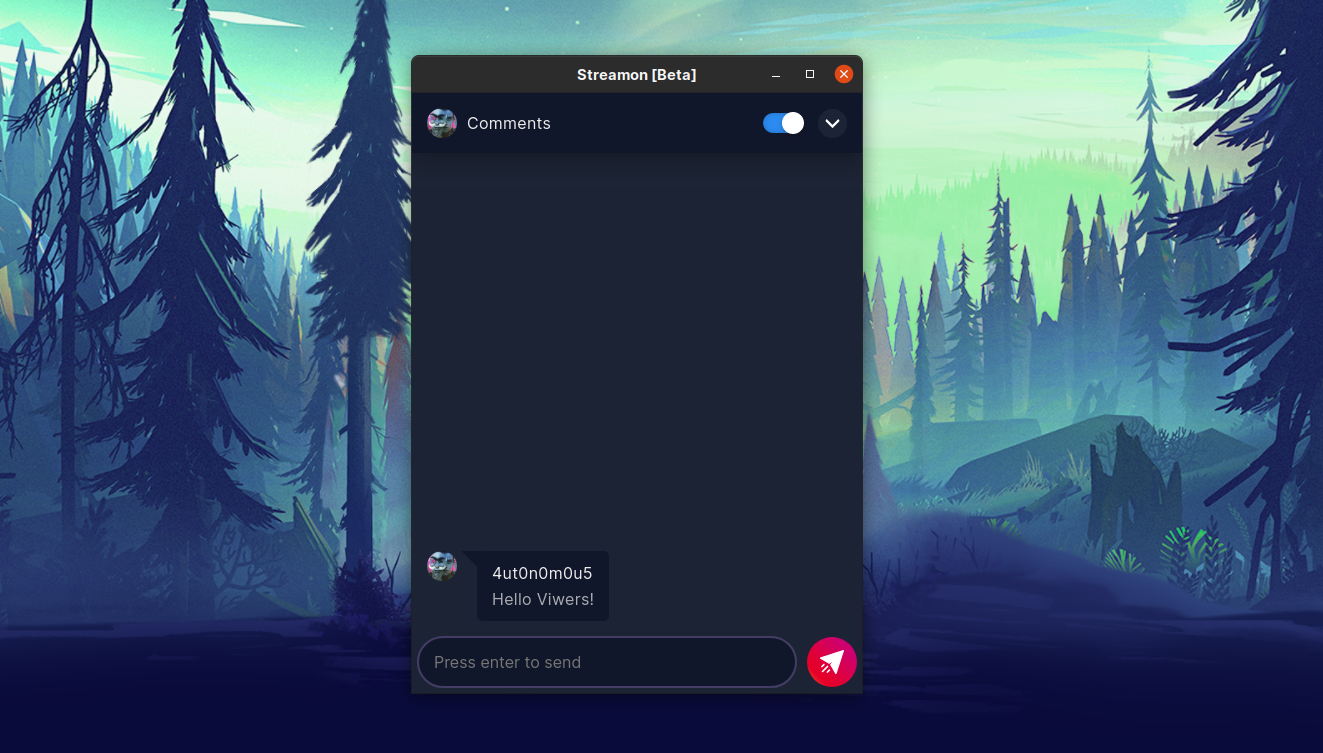 Streamon [Beta]
Comments
4ut0n0m0u5
Hello Viwers!
Press enter to send